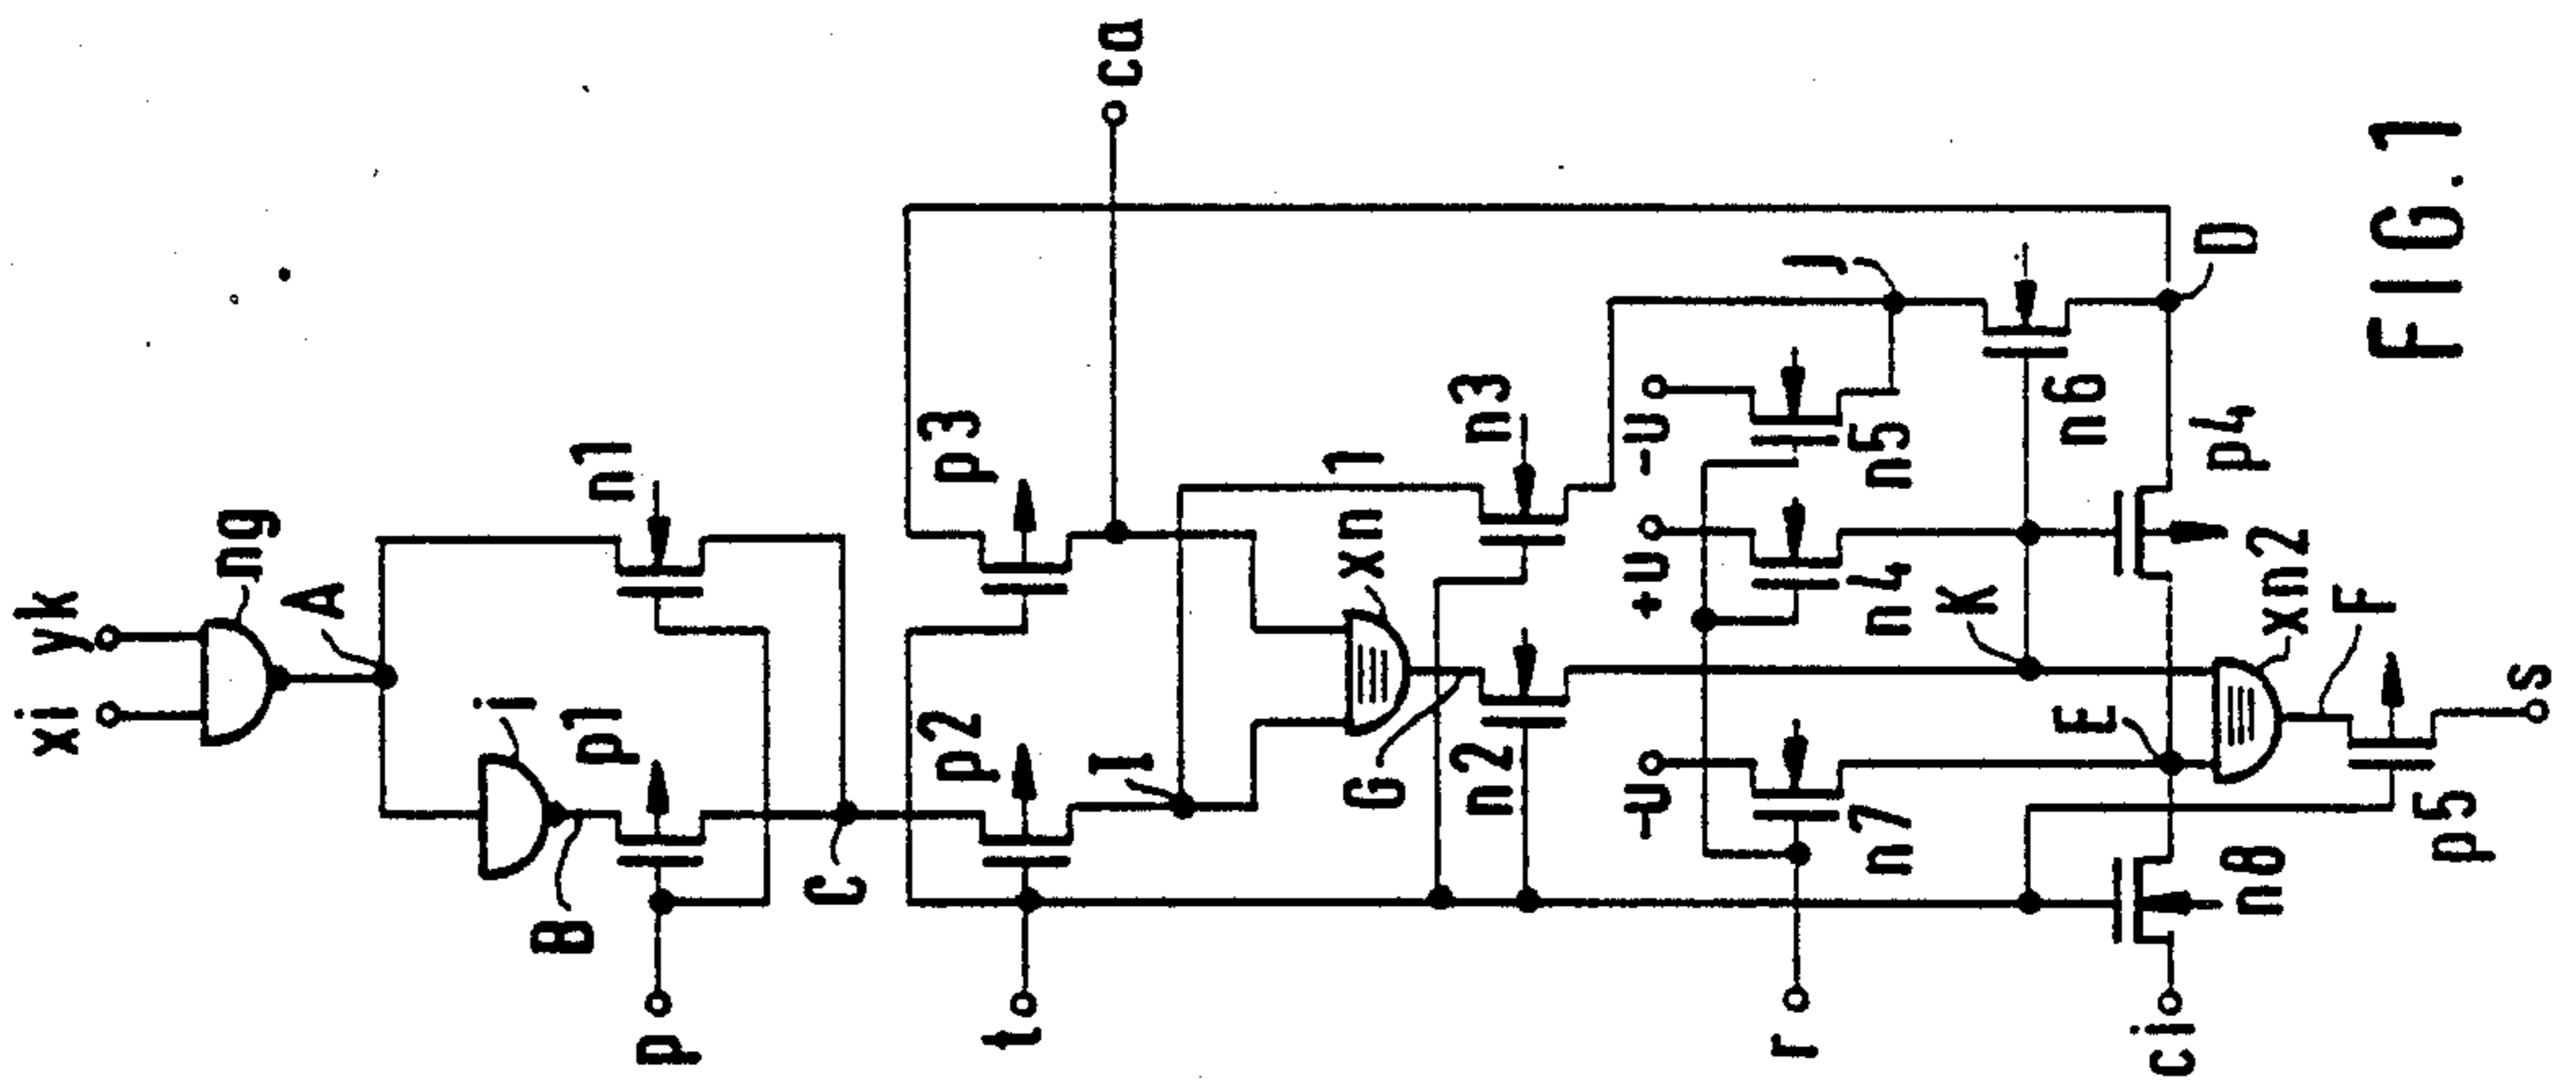 xi
yk
ng
A
i
B
p1
n1
p
C
p2
p3
ca
t
II
xn1
G
n2
n3
-U
+U
-U
n7
n4
n5
J
r
K
n6
E
D
ci
n8
p4
xn2
F
p5
s
FIG.1